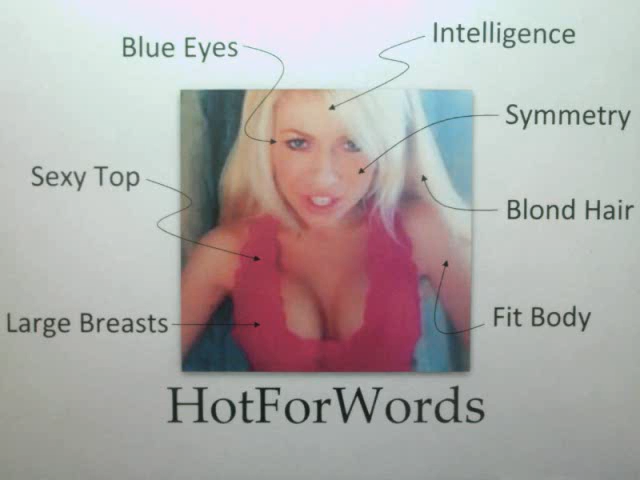 Blue Eyes
Intelligence
Symmetry
Sexy Top
Blond Hair
Large Breasts
Fit Body
HotForWords